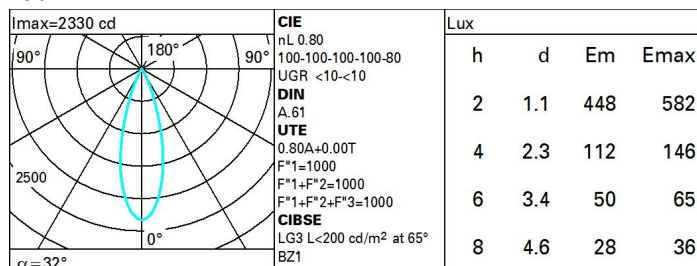 Imax=2330 cd
90°
180°
90°
2500
0°
α=32°
CIE
nL 0.80
100-100-100-100-80
UGR <10-<10
DIN
A.61
UTE
0.80A+0.00T
F"1=1000
F"1+F"2=1000
F"1+F"2+F"3=1000
CIBSE
LG3 L<200 cd/m² at 65°
BZ1
Lux
h d Em Emax
2 1.1 448 582
4 2.3 112 146
6 3.4 50 65
8 4.6 28 36